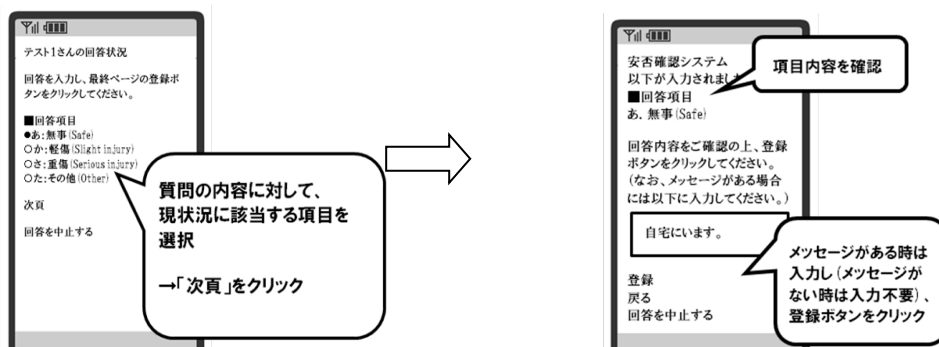 テスト1さんの回答状況
回答を入力し、最終ページの登録ボ
タンをクリックしてください。
■回答項目
●あ:無事(Safe)
○か:軽傷(Slight injury)
○さ:重傷(Serious injury)
○た:その他(Other)
次頁
回答を中止する
質問の内容に対して、
現状況に該当する項目を
選択
→「次頁」をクリック
安否確認システム
以下が入力されまし
■回答項目
あ. 無事(Safe)
回答内容をご確認の上、登録
ボタンをクリックしてください。
(なお、メッセージがある場合
には以下に入力してください。)
自宅にいます。
登録
戻る
回答を中止する
項目内容を確認
メッセージがある時は
入力し(メッセージが
ない時は入力不要)、
登録ボタンをクリック